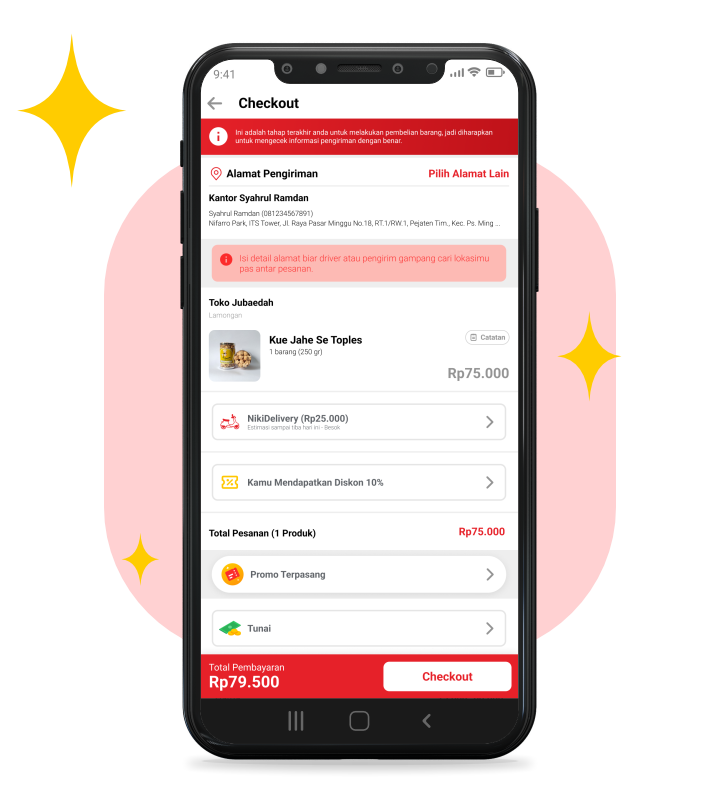 9:41
Checkout
Ini adalah tahap terakhir anda untuk melakukan pembelian barang, jadi diharapkan
untuk mengecek informasi pengiriman dengan benar.
Alamat Pengiriman
Pilih Alamat Lain
Kantor Syahrul Ramdan
Syahrul Ramdan (081234567891)
Nifarro Park, ITS Tower, Jl. Raya Pasar Minggu No.18, RT.1/RW.1, Pejaten Tim., Kec. Ps. Ming ...
Isi detail alamat biar driver atau pengirim gampang cari lokasimu
pas antar pesanan.
Toko Jubaedah
Lamongan
Kue Jahe Se Toples
Catatan
1 barang (250 gr)
Rp75.000
NikiDelivery (Rp25.000)
Estimasi sampai tiba hari ini - Besok
Kamu Mendapatkan Diskon 10%
Total Pesanan (1 Produk)
Rp75.000
Promo Terpasang
Tunai
Total Pembayaran
Rp79.500
Checkout